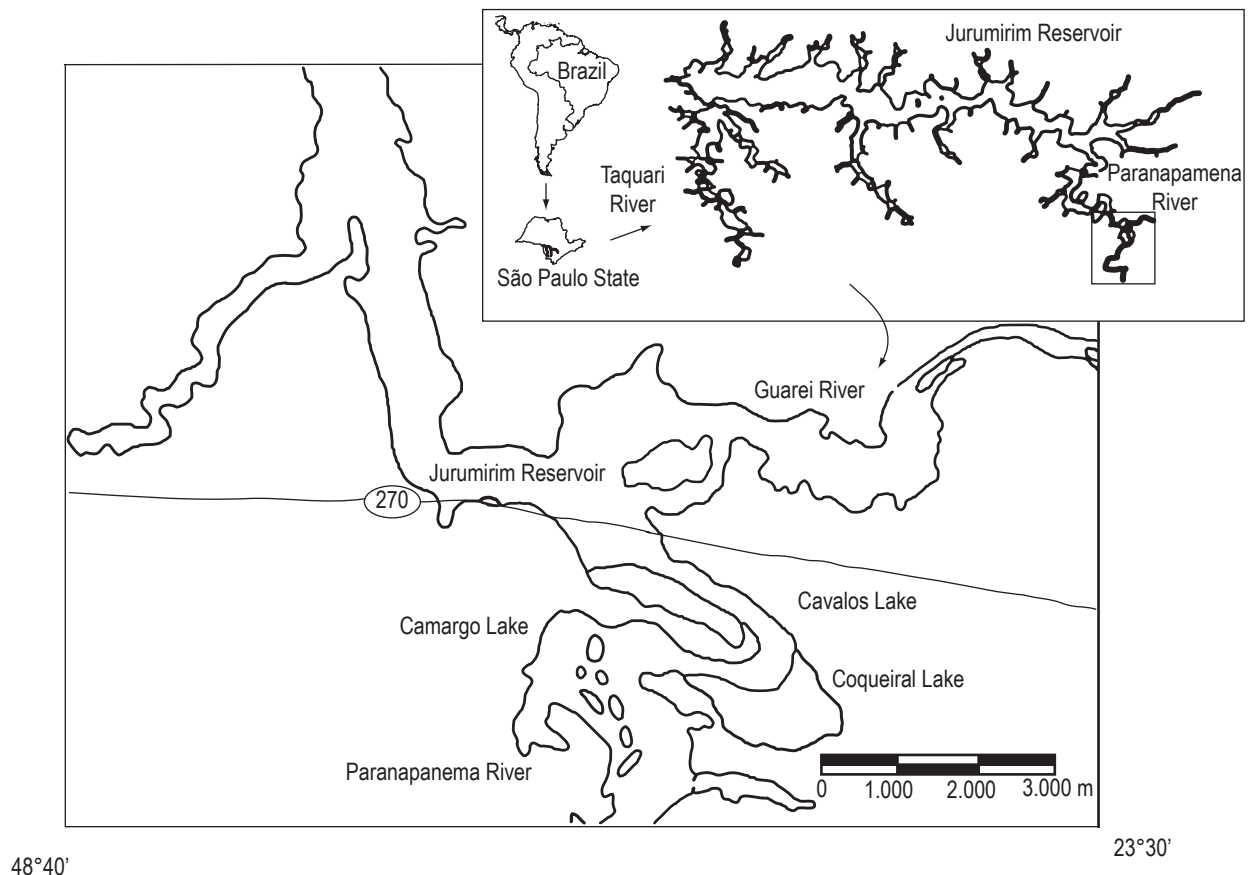 Jurumirim Reservoir
Brazil
Taquari
River
Paranapamena
River
São Paulo State
Guarei River
Jurumirim Reservoir
270
Cavalos Lake
Camargo Lake
Coqueiral Lake
Paranapanema River
0 1.000 2.000 3.000 m
23°30'
48°40'